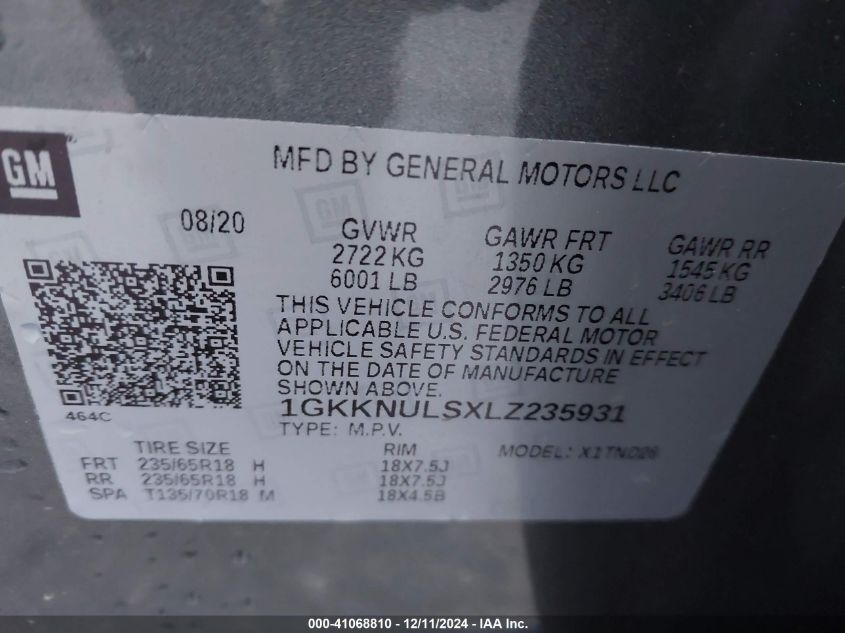 GM
MFD BY GENERAL MOTORS LLC
08/20
GVWR
2722 KG
6001 LB
GAWR FRT
1350 KG
2976 LB
GAWR RR
1545 KG
3406 LB
THIS VEHICLE CONFORMS TO ALL
APPLICABLE U.S. FEDERAL MOTOR
VEHICLE SAFETY STANDARDS IN EFFECT
ON THE DATE OF MANUFACTURE
SHOWN ABOVE.
464C
1GKKNULSXLZ235931
TYPE: M.P.V.
MODEL: X1TN026
TIRE SIZE RIM
FRT 235/65R18 H 18X7.5J
RR 235/65R18 H 18X7.5J
SPA T135/70R18 M 18X4.5B
000-41068810 - 12/11/2024 - IAAI.com.